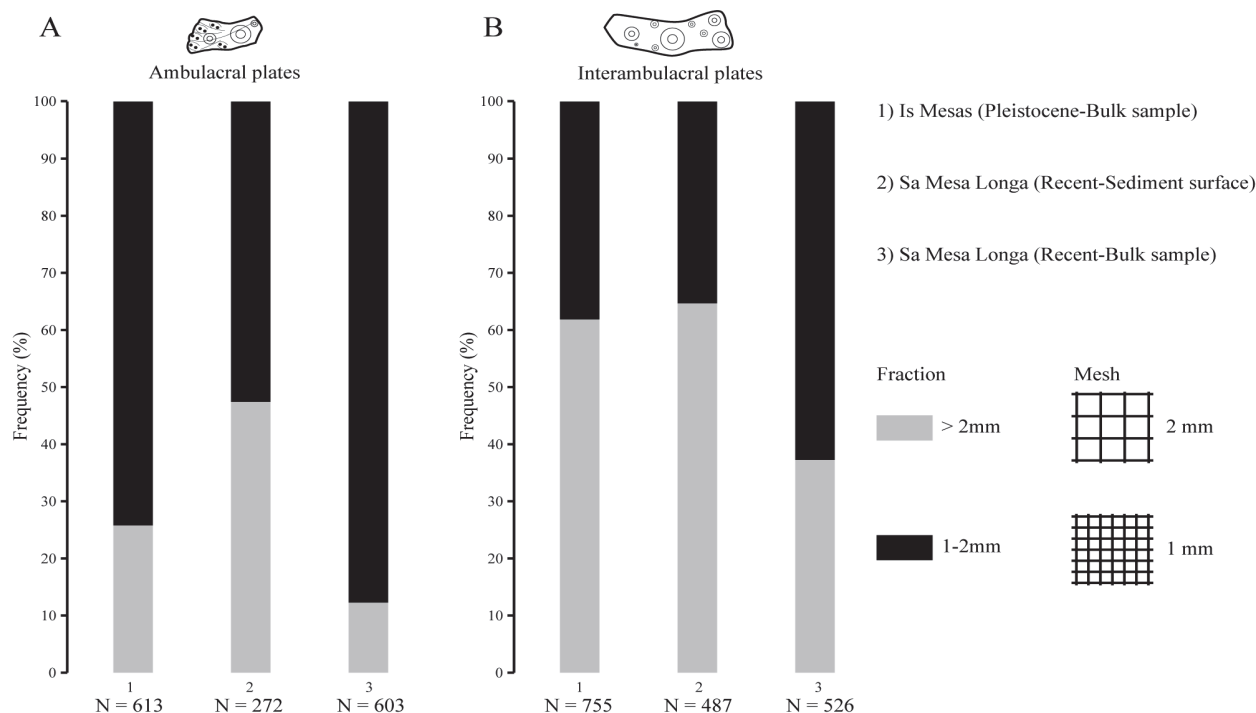 A
Ambulacral plates
Frequency (%)
100
90
80
70
60
50
40
30
20
10
0
1
2
3
N = 613
N = 272
N = 603
B
Interambulacral plates
Frequency (%)
100
90
80
70
60
50
40
30
20
10
0
1
2
3
N = 755
N = 487
N = 526
1) Is Mesas (Pleistocene-Bulk sample)
2) Sa Mesa Longa (Recent-Sediment surface)
3) Sa Mesa Longa (Recent-Bulk sample)
Fraction
> 2mm
1-2mm
Mesh
2 mm
1 mm